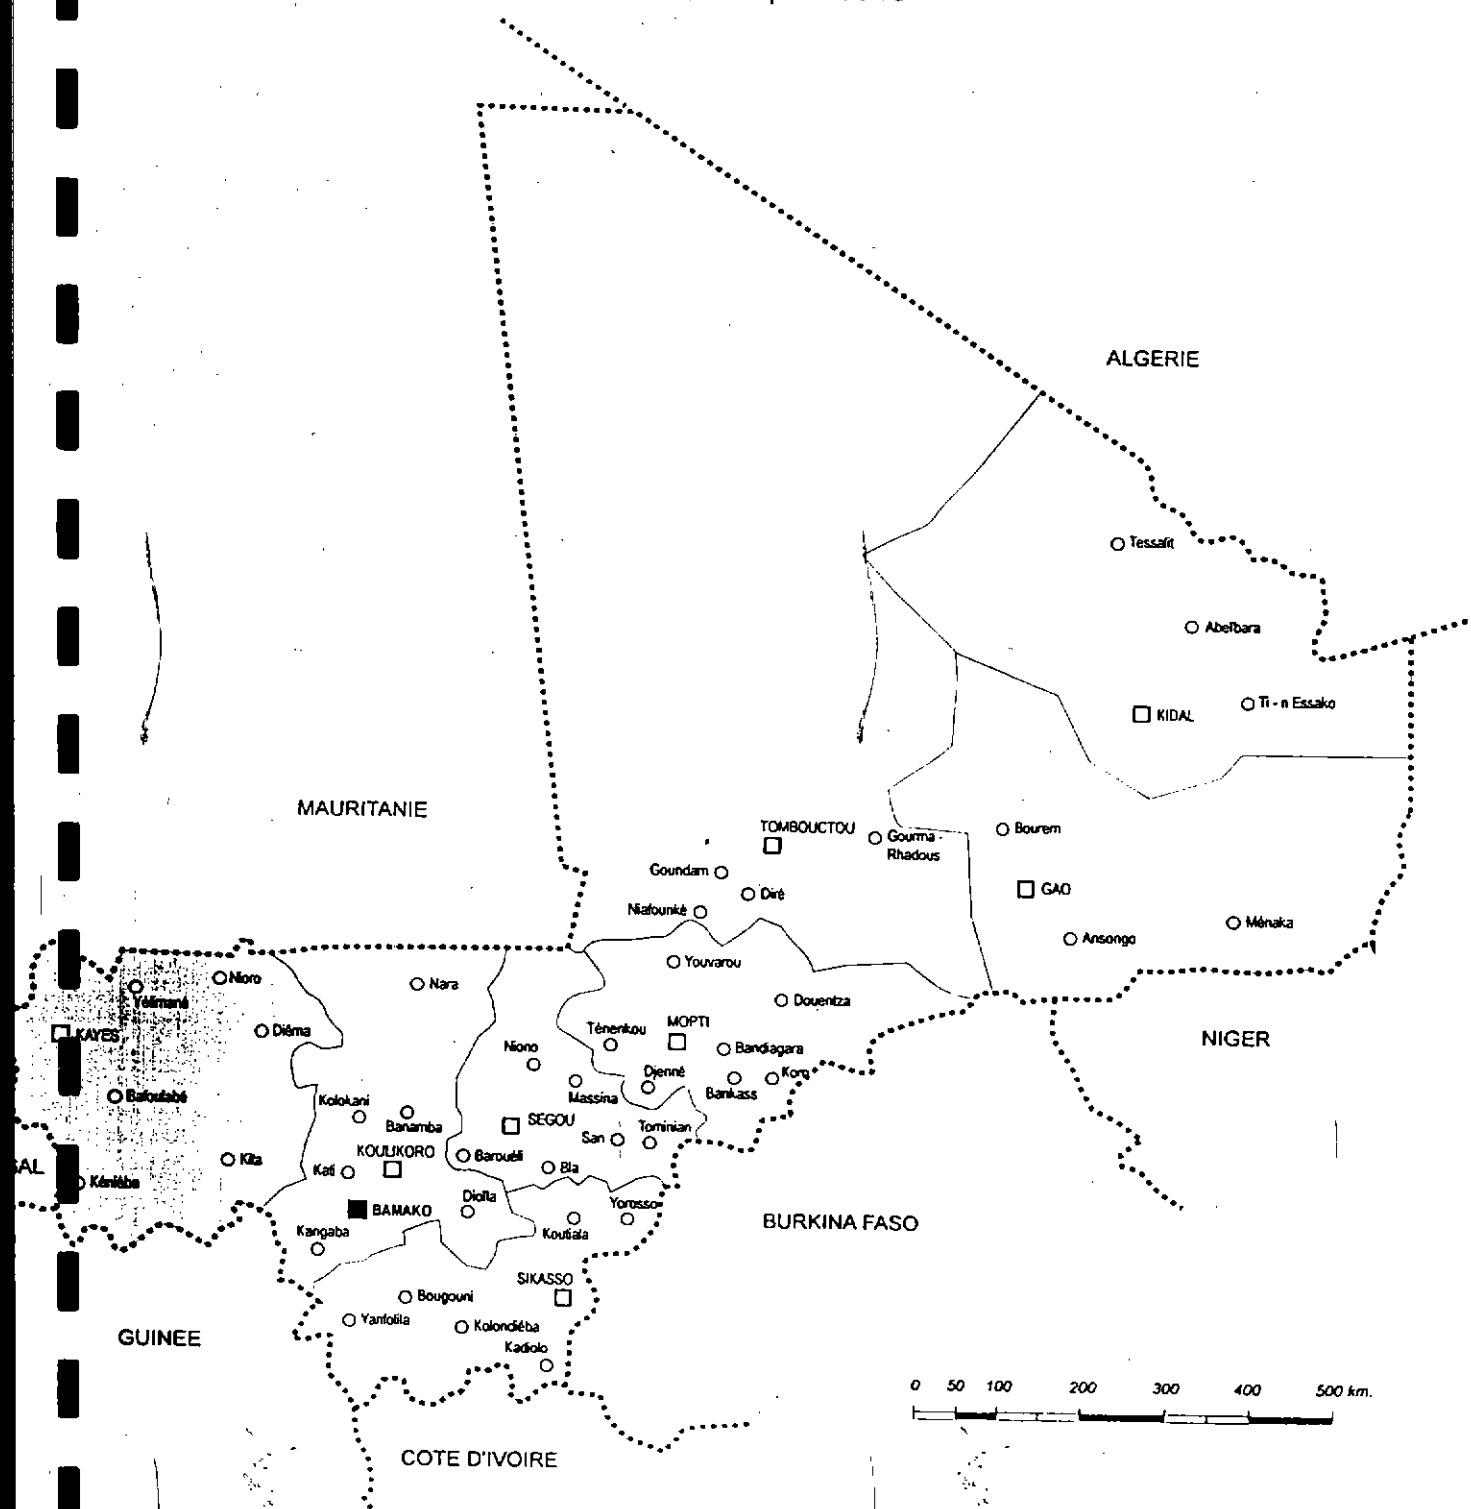 ALGERIE
Tessalit
Abeïbara
Ti - n Essako
KIDAL
MAURITANIE
TOMBOUCTOU
Gourma -
Rhadous
Bourem
Goundam
Diré
GAO
Niafounké
Ménaka
Ansongo
Youvarou
Nioro
Nara
Yélimané
Douentza
KAYES
Diéma
Ténenkou
MOPTI
NIGER
Niono
Bandiagara
Djenné
Koro
Massina
Bankass
Bafoulabé
Kolokani
Banamba
SEGOU
San
Tominian
KOULIKORO
Barouéli
Bla
Kita
Kati
SAL
Kéniéba
Dioïla
Yorosso
BAMAKO
BURKINA FASO
Kangaba
Koutiala
SIKASSO
Bougouni
Yanfolila
Kolondiéba
GUINEE
Kadiolo
0 50 100 200 300 400 500 km.
COTE D'IVOIRE